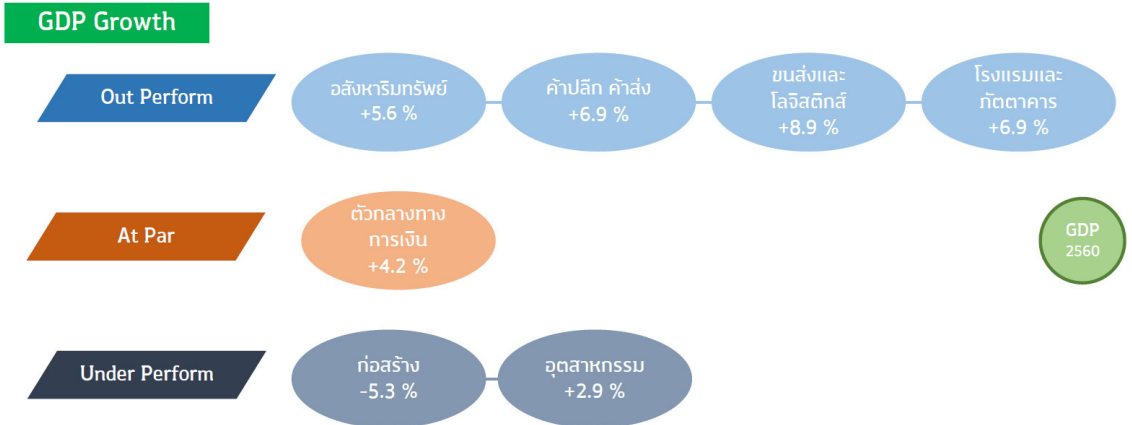 GDP Growth
Out Perform
อสังหาริมทรัพย์
+5.6 %
ค้าปลีก ค้าส่ง
+6.9 %
ขนส่งและ
โลจิสติกส์
+8.9 %
โรงแรมและ
ภัตตาคาร
+6.9 %
At Par
ตัวกลางทาง
การเงิน
+4.2 %
GDP
2560
Under Perform
ก่อสร้าง
-5.3 %
อุตสาหกรรม
+2.9 %